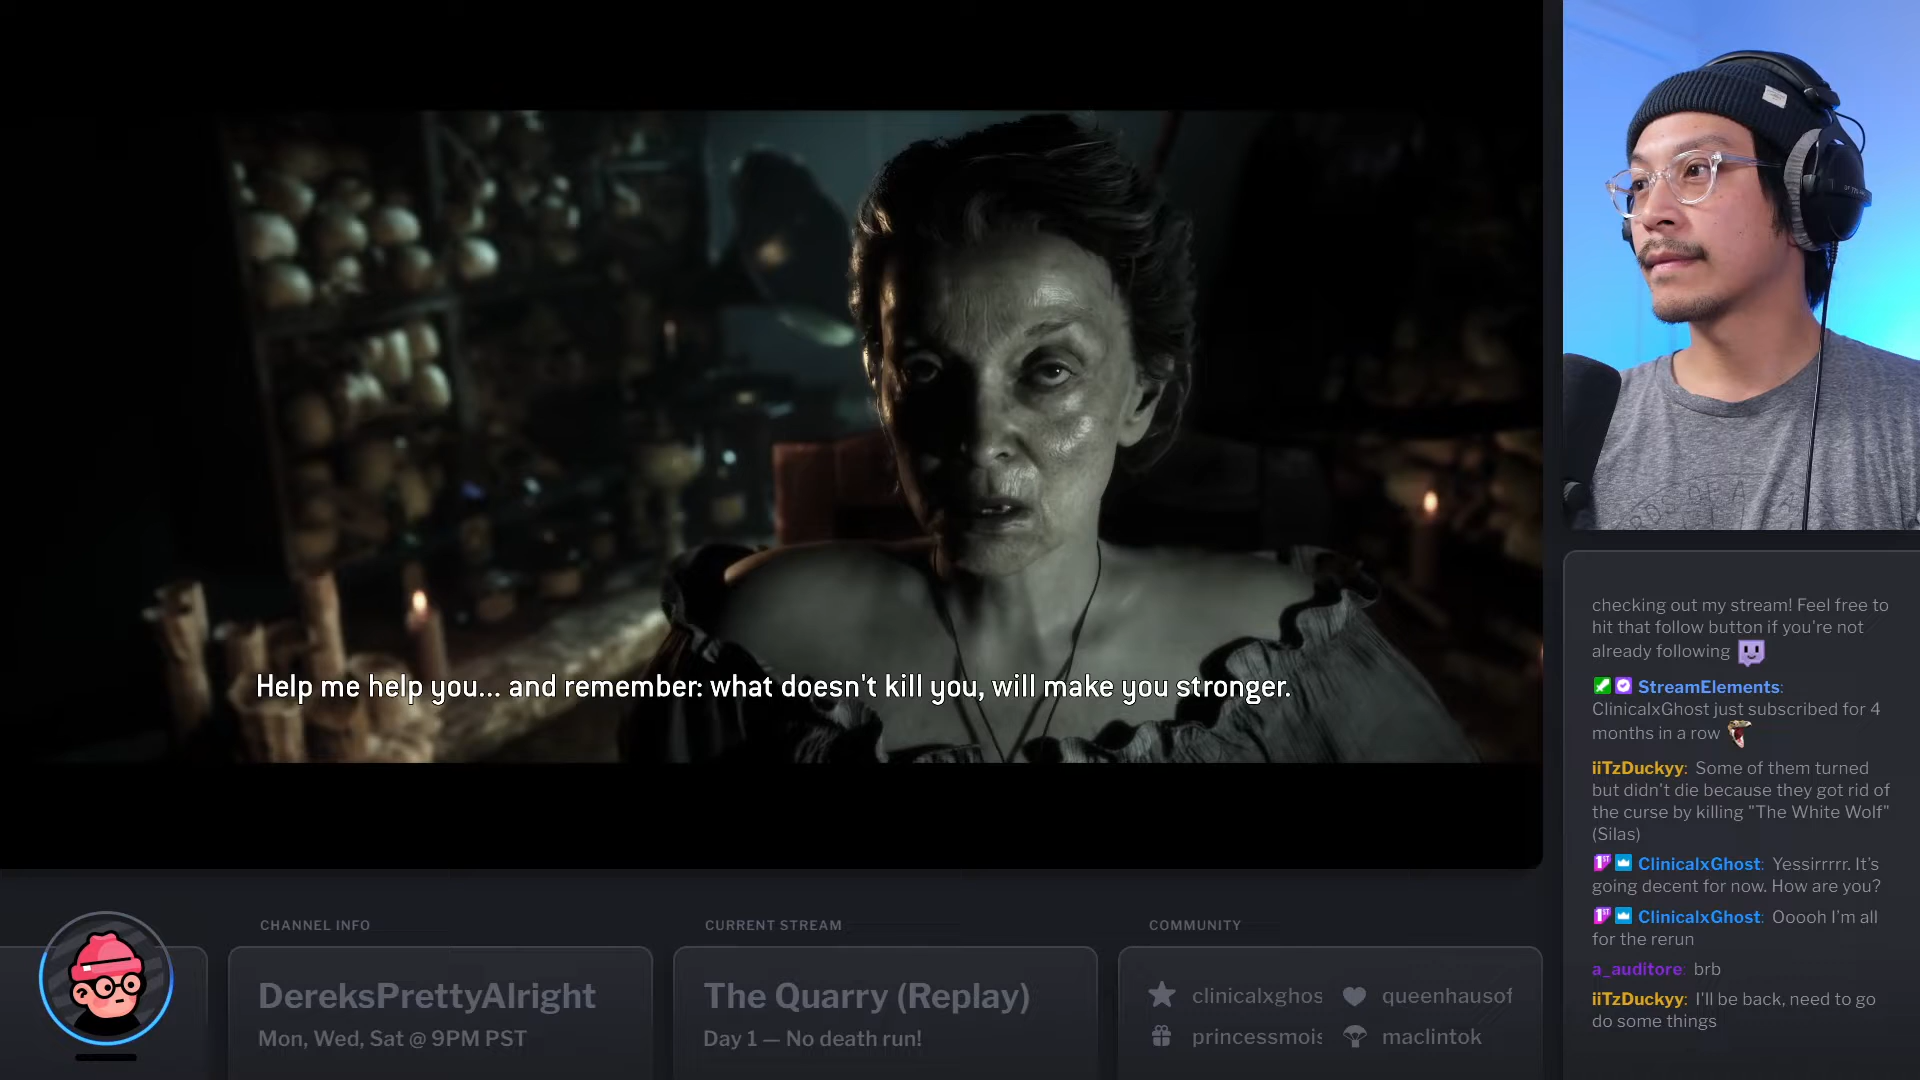 Help me help you... and remember: what doesn't kill you, will make you stronger.
checking out my stream! Feel free to
hit that follow button if you're not
already following
StreamElements:
ClinicalxGhost just subscribed for 4
months in a row
iiTzDuckyy: Some of them turned
but didn't die because they got rid of
the curse by killing "The White Wolf"
(Silas)
1ST ClinicalxGhost: Yessirrrrr. It's
going decent for now. How are you?
1ST ClinicalxGhost: Ooooh I'm all
for the rerun
a_auditore: brb
iiTzDuckyy: I'll be back, need to go
do some things
CHANNEL INFO
DereksPrettyAlright
Mon, Wed, Sat @ 9PM PST
CURRENT STREAM
The Quarry (Replay)
Day 1 — No death run!
COMMUNITY
clinicalxghos queenhausof
princessmois maclintok